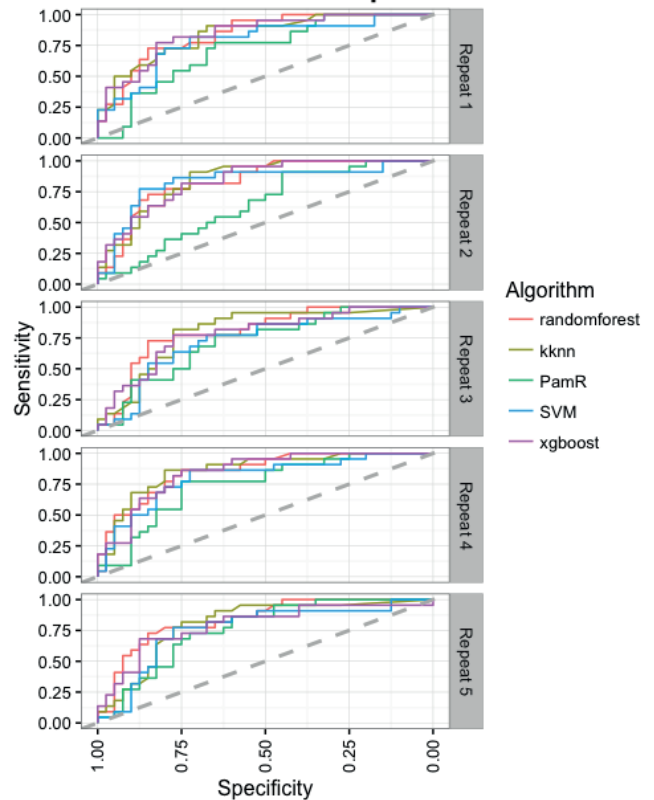 1.00
0.75
0.50
0.25
0.00
Repeat 1
1.00
0.75
0.50
0.25
0.00
Repeat 2
1.00
0.75
0.50
0.25
0.00
Repeat 3
1.00
0.75
0.50
0.25
0.00
Repeat 4
1.00
0.75
0.50
0.25
0.00
Repeat 5
Sensitivity
1.00
0.75
0.50
0.25
0.00
Specificity
Algorithm
randomforest
kknn
PamR
SVM
xgboost